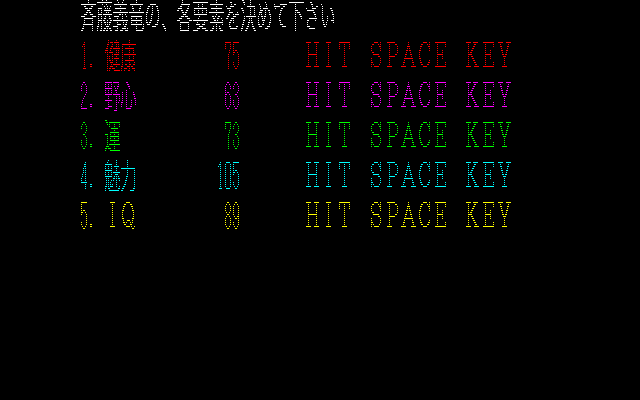 斉藤義竜の、各要素を決めて下さい
1. 健康 75 HIT SPACE KEY
2. 野心 63 HIT SPACE KEY
3. 運 73 HIT SPACE KEY
4. 魅力 105 HIT SPACE KEY
5. IQ 89 HIT SPACE KEY